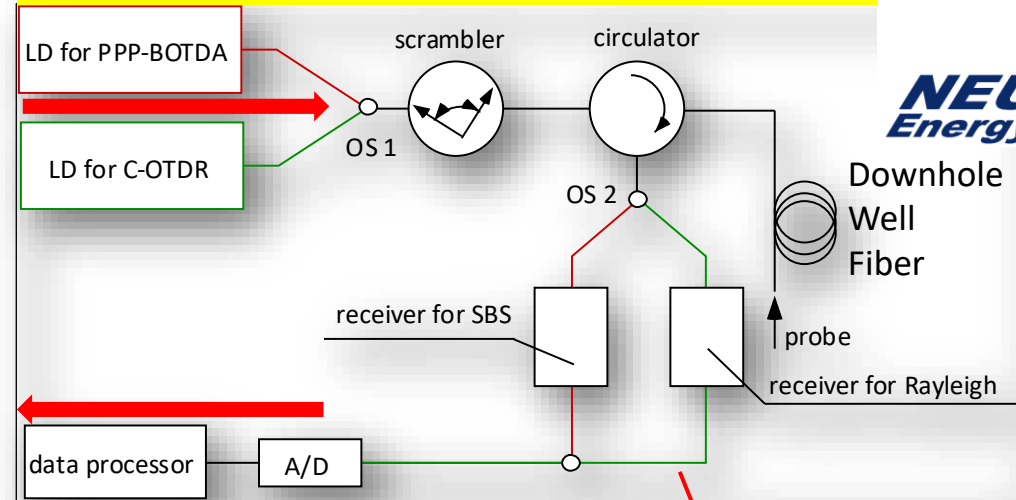 LD for PPP-BOTDA
scrambler
circulator
OS 1
LD for C-OTDR
Energy
OS 2
Downhole
Well
Fiber
receiver for SBS
probe
receiver for Rayleigh
data processor
A/D